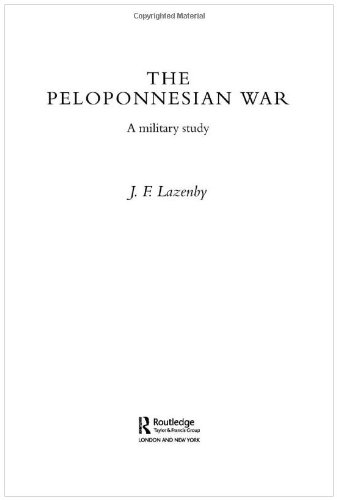 Copyrighted Material
THE
PELOPONNESIAN WAR
A military study
J. F. Lazenby
R
Routledge
Taylor & Francis Group
LONDON AND NEW YORK